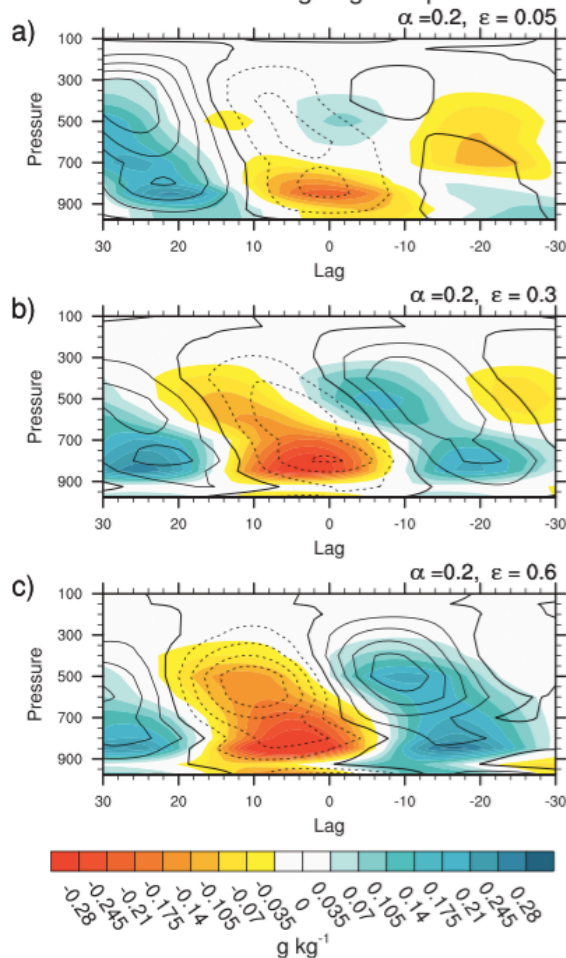 α =0.2, ε = 0.05
a)
100
300
500
700
900
Pressure
30 20 10 0 -10 -20 -30
Lag
α =0.2, ε = 0.3
b)
100
300
500
700
900
Pressure
30 20 10 0 -10 -20 -30
Lag
α =0.2, ε = 0.6
c)
100
300
500
700
900
Pressure
30 20 10 0 -10 -20 -30
Lag
-0.28 -0.245 -0.21 -0.175 -0.14 -0.105 -0.07 -0.035 0 0.035 0.07 0.105 0.14 0.175 0.21 0.245 0.28
g kg⁻¹